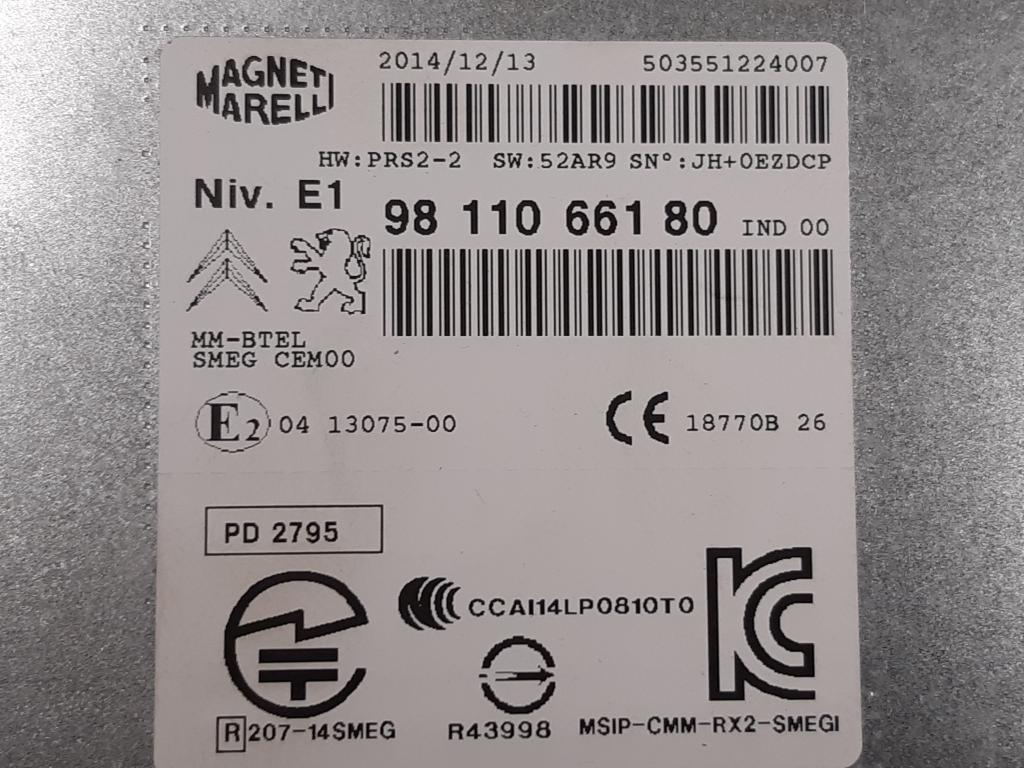 MAGNETI
MARELLI
2014/12/13 503551224007
HW:PRS2-2 SW:52AR9 SN°:JH+0EZDCP
Niv. E1
98 110 661 80 IND 00
MM-BTEL
SMEG CEM00
E2 04 13075-00
CE 18770B 26
PD 2795
CCAI14LP0810T0
R 207-14SMEG
R43998
MSIP-CMM-RX2-SMEGI